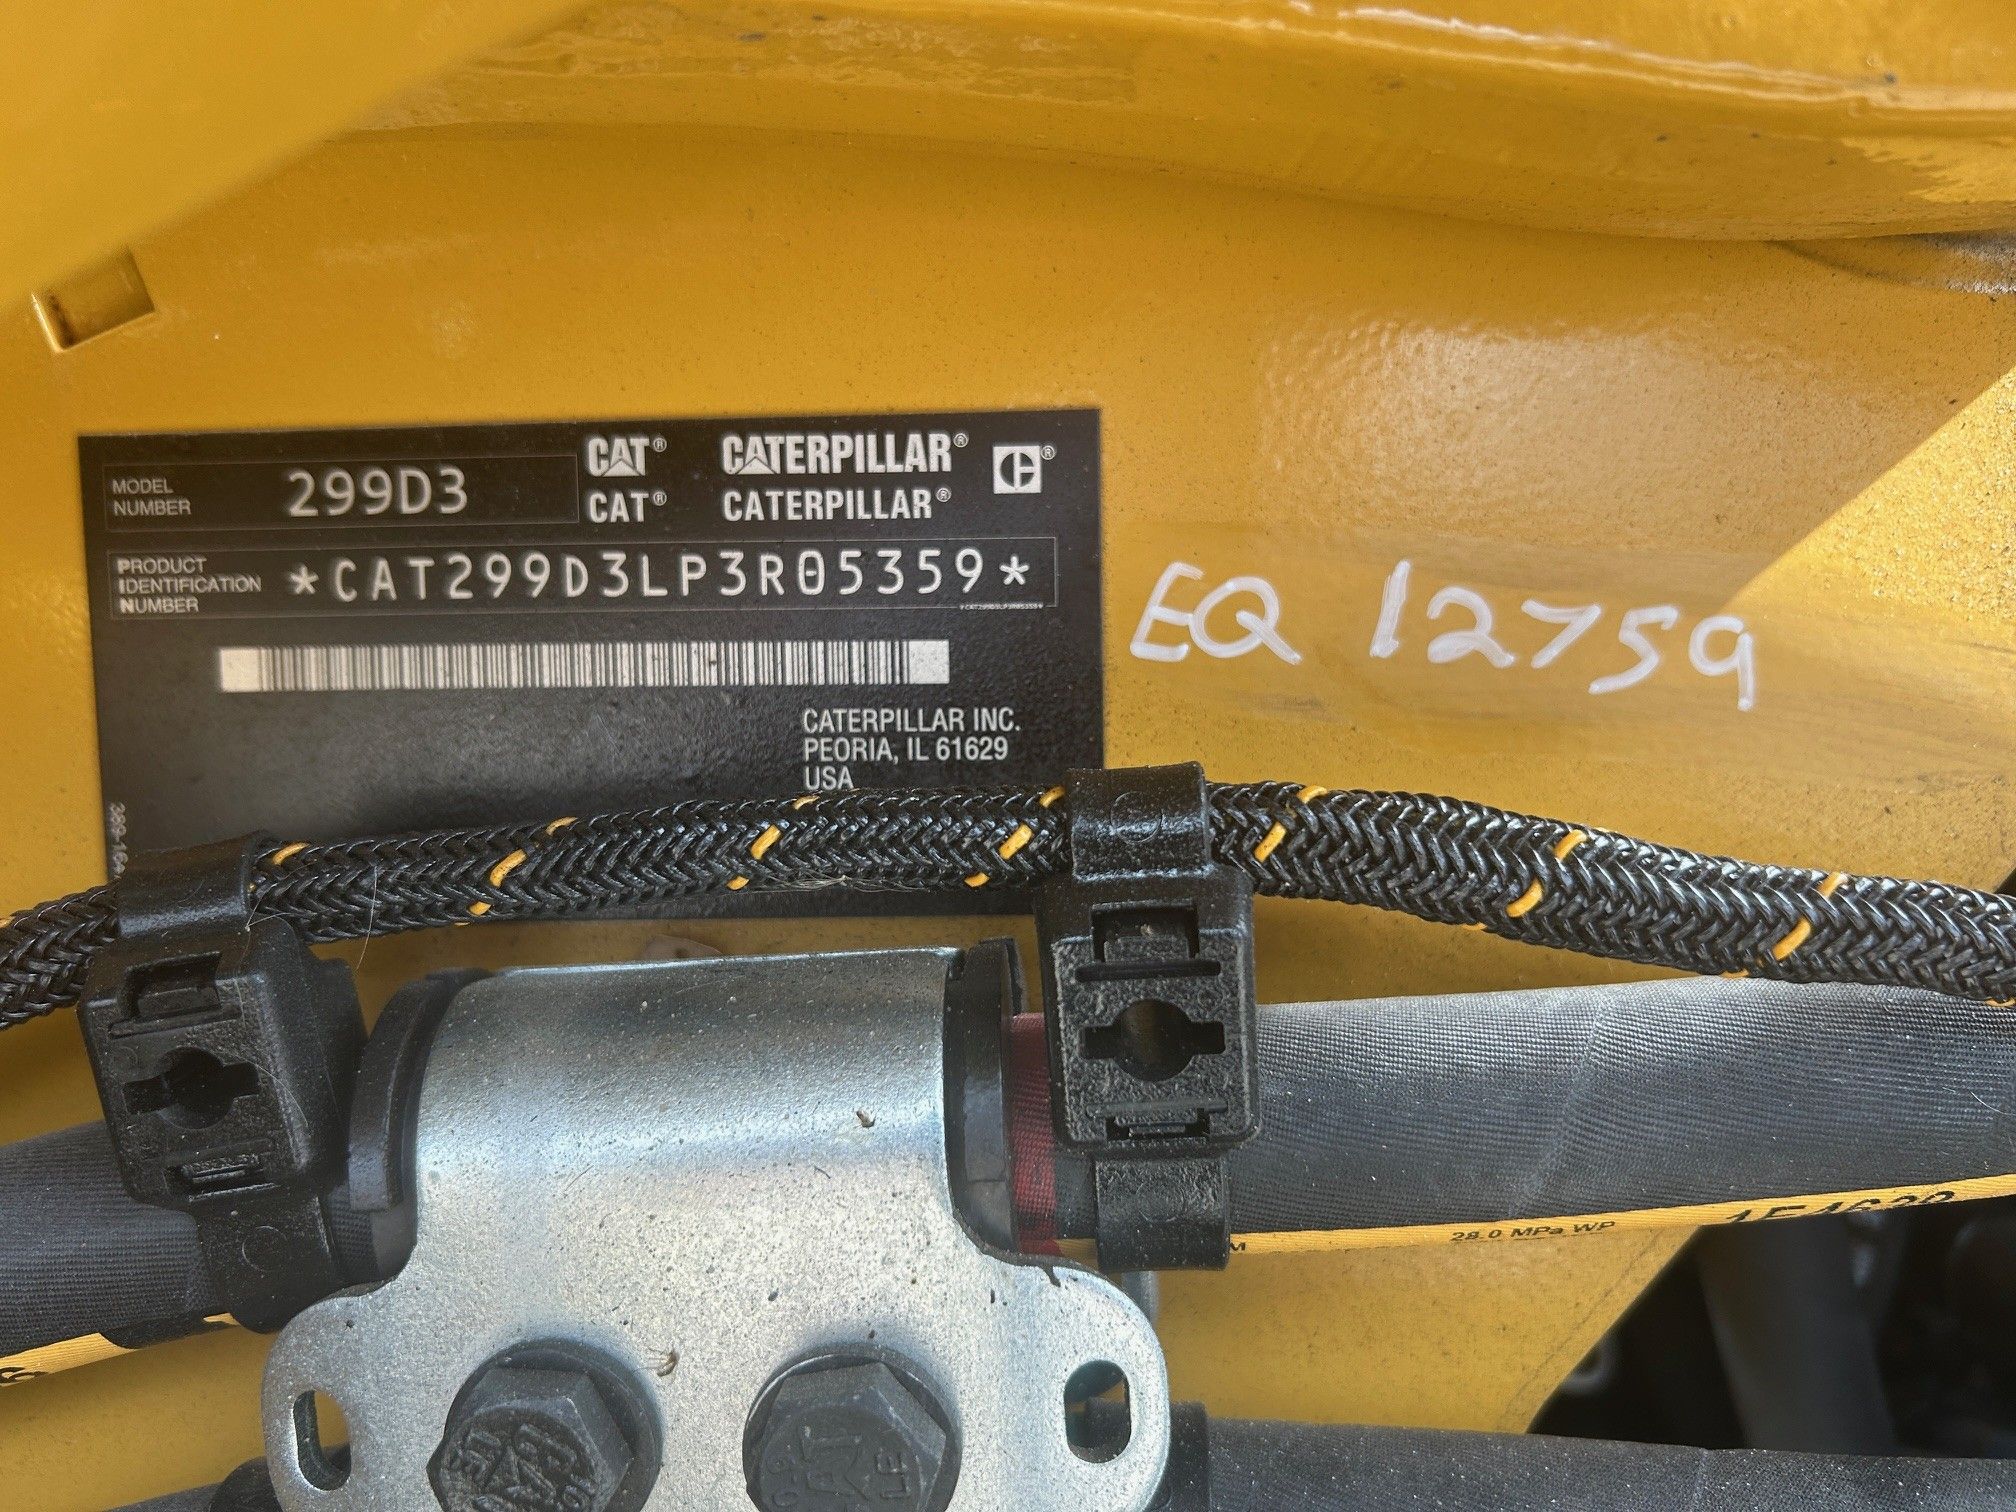 MODEL NUMBER 299D3
CAT® CATERPILLAR®
CAT® CATERPILLAR®
PRODUCT IDENTIFICATION NUMBER *CAT299D3LP3R05359*
*CAT299D3LP3R05359*
EQ 12759
CATERPILLAR INC.
PEORIA, IL 61629
USA
28.0 MPa WP